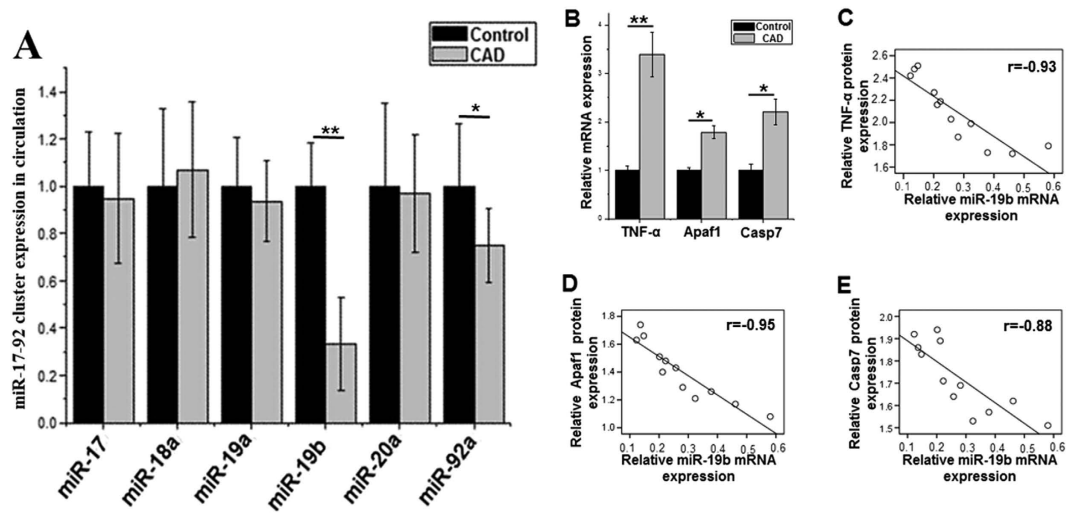 A
Control
CAD
miR-17-92 cluster expression in circulation
1.4
1.2
1.0
0.8
0.6
0.4
0.2
0.0
**
*
miR-17
miR-18a
miR-19a
miR-19b
miR-20a
miR-92a
B
Control
CAD
Relative mRNA expression
4
3
2
1
0
**
*
*
TNF-α
Apaf1
Casp7
C
r=-0.93
Relative TNF-α protein
expression
2.6
2.4
2.2
2.0
1.8
1.6
0.1 0.2 0.3 0.4 0.5 0.6
Relative miR-19b mRNA
expression
D
r=-0.95
Relative Apaf1 protein
expression
1.8
1.6
1.4
1.2
1.0
0.1 0.2 0.3 0.4 0.5 0.6
Relative miR-19b mRNA
expression
E
r=-0.88
Relative Casp7 protein
expression
2.0
1.9
1.8
1.7
1.6
1.5
0.1 0.2 0.3 0.4 0.5 0.6
Relative miR-19b mRNA
expression